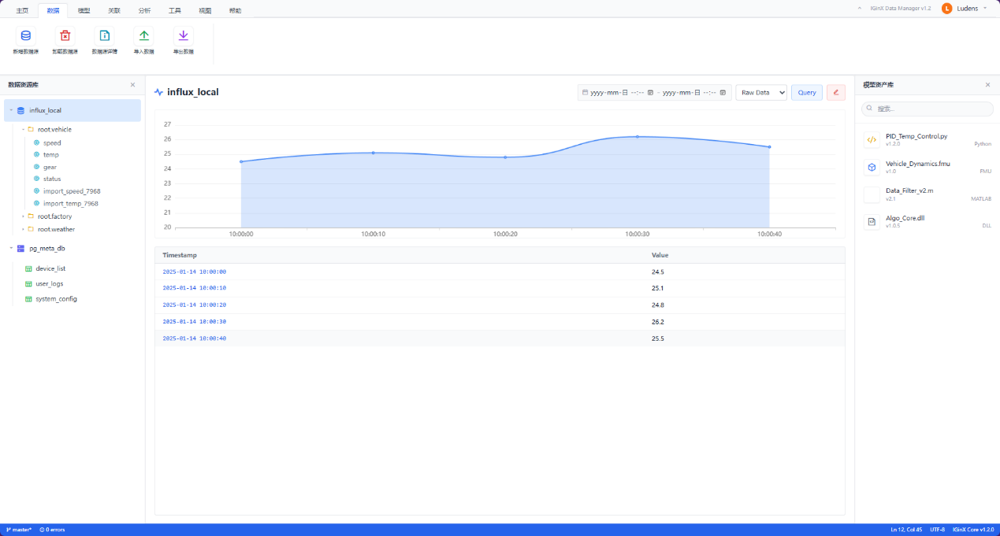 主页 数据 模型 关联 分析 工具 视图 帮助 IGinX Data Manager v1.2 L Ludens
新增数据源 卸载数据源 数据源详情 导入数据 导出数据
数据资源库
influx_local
root.vehicle
speed
temp
gear
status
import_speed_7968
import_temp_7968
root.factory
root.weather
pg_meta_db
device_list
user_logs
system_config
influx_local yyyy-mm-日 --:-- - yyyy-mm-日 --:-- Raw Data Query
27
26
25
24
23
22
21
20
10:00:00 10:00:10 10:00:20 10:00:30 10:00:40
Timestamp Value
2025-01-14 10:00:00 24.5
2025-01-14 10:00:10 25.1
2025-01-14 10:00:20 24.8
2025-01-14 10:00:30 26.2
2025-01-14 10:00:40 25.5
模型资产库
搜索...
PID_Temp_Control.py
v1.2.0 Python
Vehicle_Dynamics.fmu
v1.0 FMU
Data_Filter_v2.m
v2.1 MATLAB
Algo_Core.dll
v1.0.5 DLL
master* 0 errors Ln 12, Col 45 UTF-8 IGinX Core v1.2.0